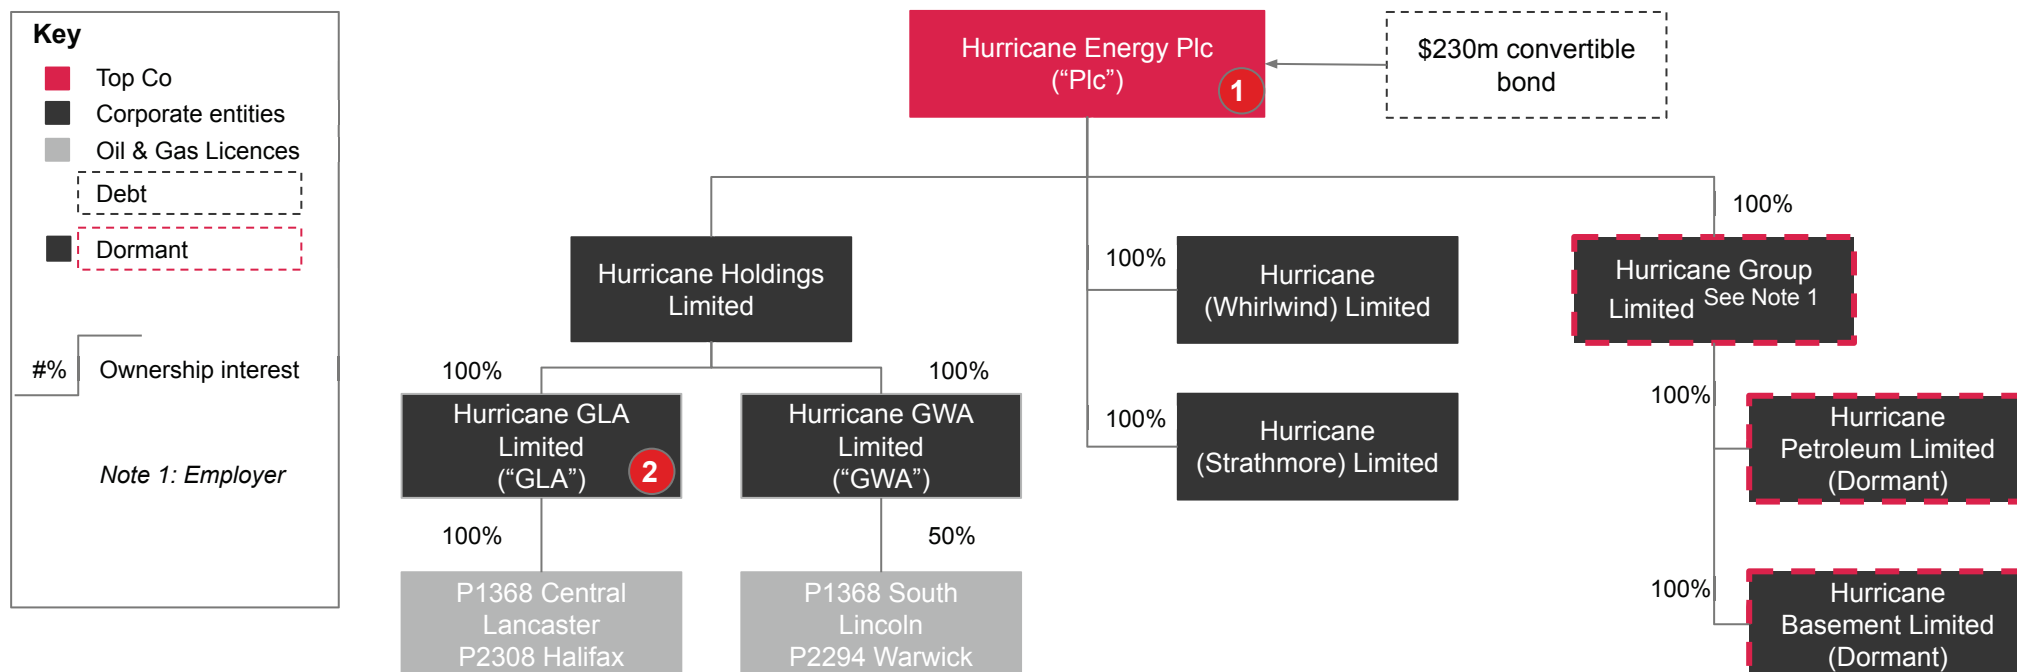 Key
Top Co
Corporate entities
Oil & Gas Licences
Debt
Dormant
#%
Ownership interest
Note 1: Employer
Hurricane Energy Plc
(“Plc”)
1
$230m convertible
bond
100%
Hurricane Holdings
Limited
100%
Hurricane
(Whirlwind) Limited
Hurricane Group
Limited See Note 1
100%
100%
Hurricane GLA
Limited
(“GLA”)
2
Hurricane GWA
Limited
(“GWA”)
100%
Hurricane
(Strathmore) Limited
100%
Hurricane
Petroleum Limited
(Dormant)
100%
50%
P1368 Central
Lancaster
P2308 Halifax
P1368 South
Lincoln
P2294 Warwick
100%
Hurricane
Basement Limited
(Dormant)